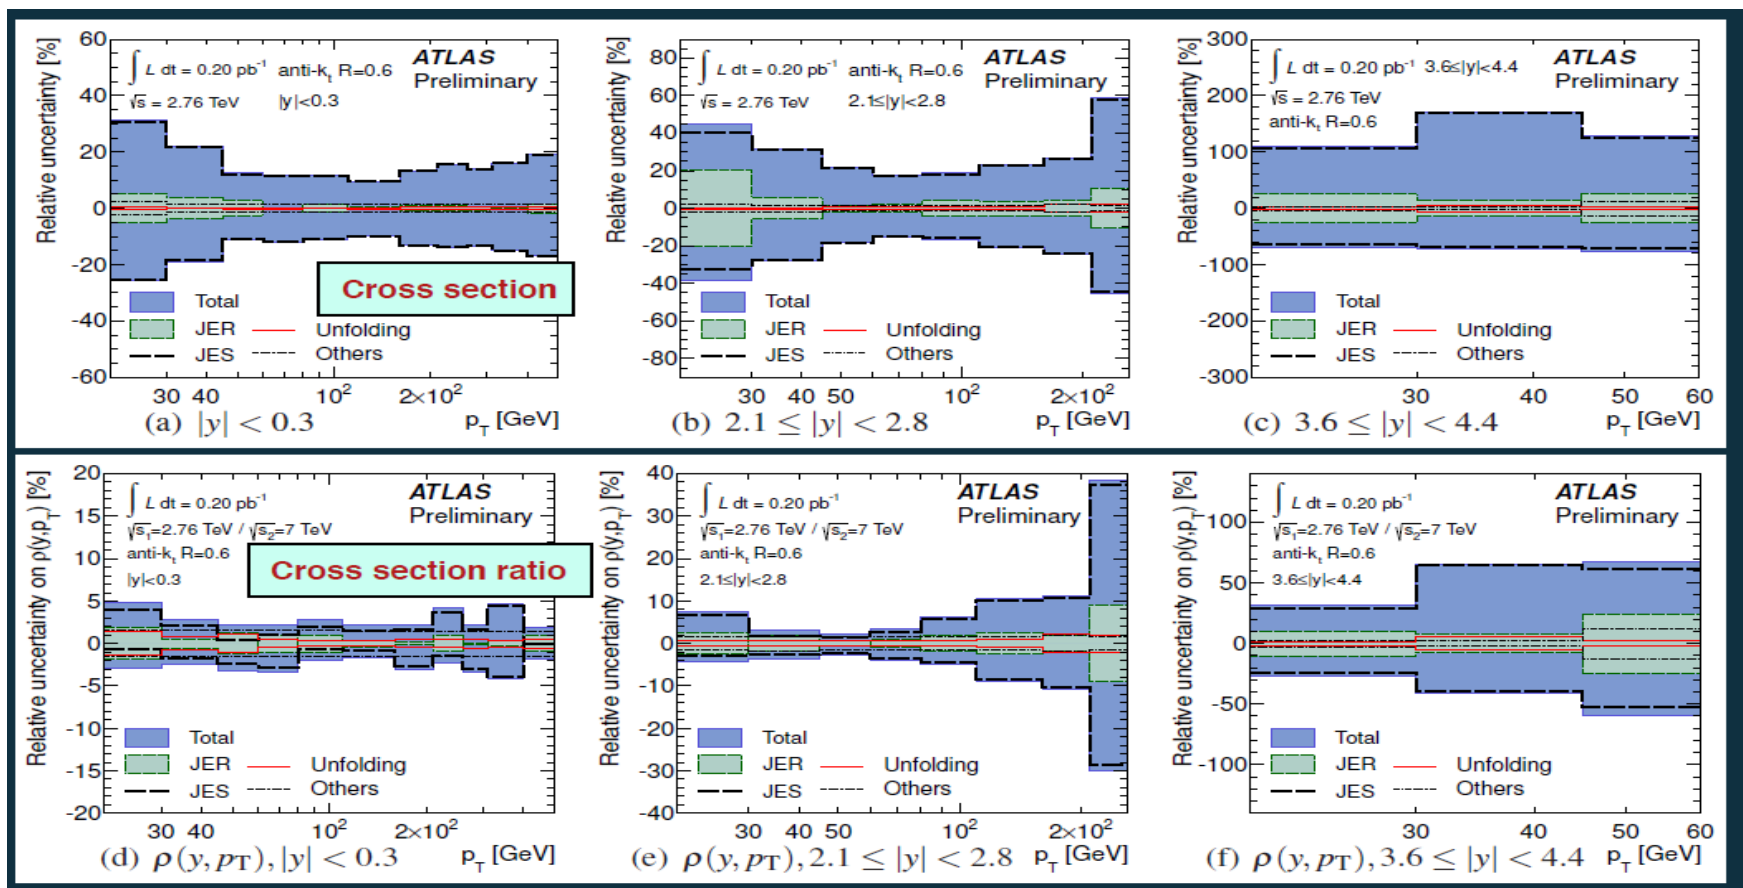 Relative uncertainty [%]
60
40
20
0
-20
-40
-60
∫ L dt = 0.20 pb⁻¹ anti-kt R=0.6
√s = 2.76 TeV |y|<0.3
ATLAS
Preliminary
Cross section
Total
JER Unfolding
JES Others
30 40 10² 2×10²
(a) |y| < 0.3 pT [GeV]
Relative uncertainty [%]
80
60
40
20
0
-20
-40
-60
-80
∫ L dt = 0.20 pb⁻¹ anti-kt R=0.6
√s = 2.76 TeV 2.1≤|y|<2.8
ATLAS
Preliminary
Total
JER Unfolding
JES Others
30 40 50 10² 2×10²
(b) 2.1 ≤ |y| < 2.8 pT [GeV]
Relative uncertainty [%]
300
200
100
0
-100
-200
-300
∫ L dt = 0.20 pb⁻¹ 3.6≤|y|<4.4
√s = 2.76 TeV
anti-kt R=0.6
ATLAS
Preliminary
Total
JER Unfolding
JES Others
30 40 50 60
(c) 3.6 ≤ |y| < 4.4 pT [GeV]
Relative uncertainty on ρ(y,pT) [%]
20
15
10
5
0
-5
-10
-15
-20
∫ L dt = 0.20 pb⁻¹
√s₁=2.76 TeV / √s₂=7 TeV
anti-kt R=0.6
|y|<0.3
ATLAS
Preliminary
Cross section ratio
Total
JER Unfolding
JES Others
30 40 10² 2×10²
(d) ρ(y, pT), |y| < 0.3 pT [GeV]
Relative uncertainty on ρ(y,pT) [%]
40
30
20
10
0
-10
-20
-30
-40
∫ L dt = 0.20 pb⁻¹
√s₁=2.76 TeV / √s₂=7 TeV
anti-kt R=0.6
2.1≤|y|<2.8
ATLAS
Preliminary
Total
JER Unfolding
JES Others
30 40 50 10² 2×10²
(e) ρ(y, pT), 2.1 ≤ |y| < 2.8 pT [GeV]
Relative uncertainty on ρ(y,pT) [%]
100
50
0
-50
-100
∫ L dt = 0.20 pb⁻¹
√s₁=2.76 TeV / √s₂=7 TeV
anti-kt R=0.6
3.6≤|y|<4.4
ATLAS
Preliminary
Total
JER Unfolding
JES Others
30 40 50 60
(f) ρ(y, pT), 3.6 ≤ |y| < 4.4 pT [GeV]